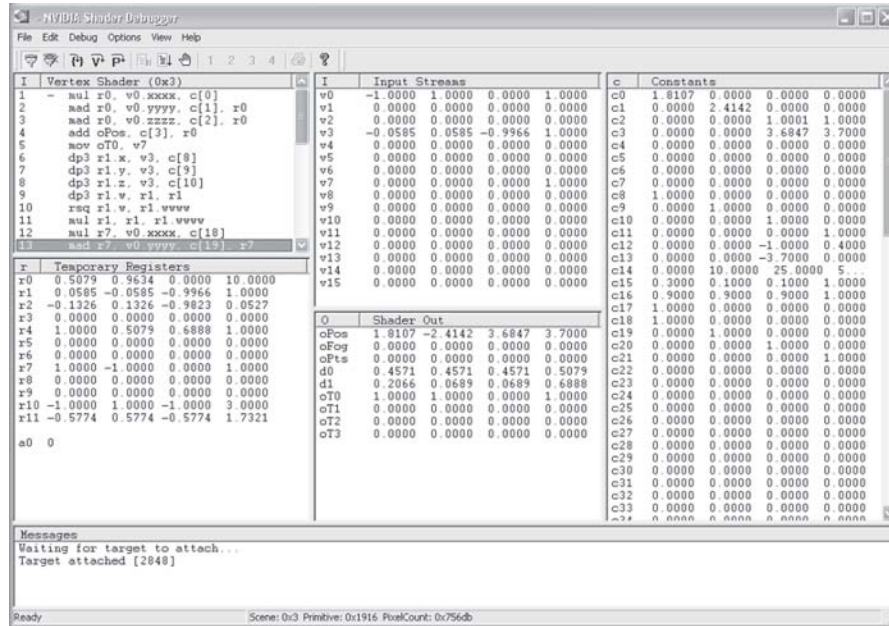 NVIDIA Shader Debugger
File Edit Debug Options View Help
1 2 3 4
I Vertex Shader (0x3)
1 - mul r0, v0.xxxx, c[0]
2 mad r0, v0.yyyy, c[1], r0
3 mad r0, v0.zzzz, c[2], r0
4 add oPos, c[3], r0
5 mov oT0, v7
6 dp3 r1.x, v3, c[8]
7 dp3 r1.y, v3, c[9]
8 dp3 r1.z, v3, c[10]
9 dp3 r1.w, r1, r1
10 rsq r1.w, r1.wwww
11 mul r1, r1, r1.wwww
12 mul r7, v0.xxxx, c[18]
13 mad r7, v0.yyyy, c[19], r7
r Temporary Registers
r0 0.5079 0.9634 0.0000 10.0000
r1 0.0585 -0.0585 -0.9966 1.0000
r2 -0.1326 0.1326 -0.9823 0.0527
r3 0.0000 0.0000 0.0000 0.0000
r4 1.0000 0.5079 0.6888 1.0000
r5 0.0000 0.0000 0.0000 0.0000
r6 0.0000 0.0000 0.0000 0.0000
r7 1.0000 -1.0000 0.0000 1.0000
r8 0.0000 0.0000 0.0000 0.0000
r9 0.0000 0.0000 0.0000 0.0000
r10 -1.0000 1.0000 -1.0000 3.0000
r11 -0.5774 0.5774 -0.5774 1.7321
a0 0
I Input Streams
v0 -1.0000 1.0000 0.0000 1.0000
v1 0.0000 0.0000 0.0000 0.0000
v2 0.0000 0.0000 0.0000 0.0000
v3 -0.0585 0.0585 -0.9966 1.0000
v4 0.0000 0.0000 0.0000 0.0000
v5 0.0000 0.0000 0.0000 0.0000
v6 0.0000 0.0000 0.0000 0.0000
v7 0.0000 0.0000 0.0000 1.0000
v8 0.0000 0.0000 0.0000 0.0000
v9 0.0000 0.0000 0.0000 0.0000
v10 0.0000 0.0000 0.0000 0.0000
v11 0.0000 0.0000 0.0000 0.0000
v12 0.0000 0.0000 0.0000 0.0000
v13 0.0000 0.0000 0.0000 0.0000
v14 0.0000 0.0000 0.0000 0.0000
v15 0.0000 0.0000 0.0000 0.0000
O Shader Out
oPos 1.8107 -2.4142 3.6847 3.7000
oFog 0.0000 0.0000 0.0000 0.0000
oPts 0.0000 0.0000 0.0000 0.0000
d0 0.4571 0.4571 0.4571 0.5079
d1 0.2066 0.0689 0.0689 0.6888
oT0 1.0000 1.0000 0.0000 1.0000
oT1 0.0000 0.0000 0.0000 0.0000
oT2 0.0000 0.0000 0.0000 0.0000
oT3 0.0000 0.0000 0.0000 0.0000
c Constants
c0 1.8107 0.0000 0.0000 0.0000
c1 0.0000 2.4142 0.0000 0.0000
c2 0.0000 0.0000 1.0001 1.0000
c3 0.0000 0.0000 3.6847 3.7000
c4 0.0000 0.0000 0.0000 0.0000
c5 0.0000 0.0000 0.0000 0.0000
c6 0.0000 0.0000 0.0000 0.0000
c7 0.0000 0.0000 0.0000 0.0000
c8 1.0000 0.0000 0.0000 0.0000
c9 0.0000 1.0000 0.0000 0.0000
c10 0.0000 0.0000 1.0000 0.0000
c11 0.0000 0.0000 0.0000 1.0000
c12 0.0000 0.0000 -1.0000 0.4000
c13 0.0000 0.0000 -3.7000 0.0000
c14 0.0000 10.0000 25.0000 5...
c15 0.3000 0.1000 0.1000 1.0000
c16 0.9000 0.9000 0.9000 1.0000
c17 1.0000 0.0000 0.0000 0.0000
c18 1.0000 0.0000 0.0000 0.0000
c19 0.0000 1.0000 0.0000 0.0000
c20 0.0000 0.0000 1.0000 0.0000
c21 0.0000 0.0000 0.0000 1.0000
c22 0.0000 0.0000 0.0000 0.0000
c23 0.0000 0.0000 0.0000 0.0000
c24 0.0000 0.0000 0.0000 0.0000
c25 0.0000 0.0000 0.0000 0.0000
c26 0.0000 0.0000 0.0000 0.0000
c27 0.0000 0.0000 0.0000 0.0000
c28 0.0000 0.0000 0.0000 0.0000
c29 0.0000 0.0000 0.0000 0.0000
c30 0.0000 0.0000 0.0000 0.0000
c31 0.0000 0.0000 0.0000 0.0000
c32 0.0000 0.0000 0.0000 0.0000
c33 0.0000 0.0000 0.0000 0.0000
c34 0.0000 0.0000 0.0000 0.0000
Messages
Waiting for target to attach...
Target attached [2848]
Ready
Scene: 0x3 Primitive: 0x1916 PixelCount: 0x756db